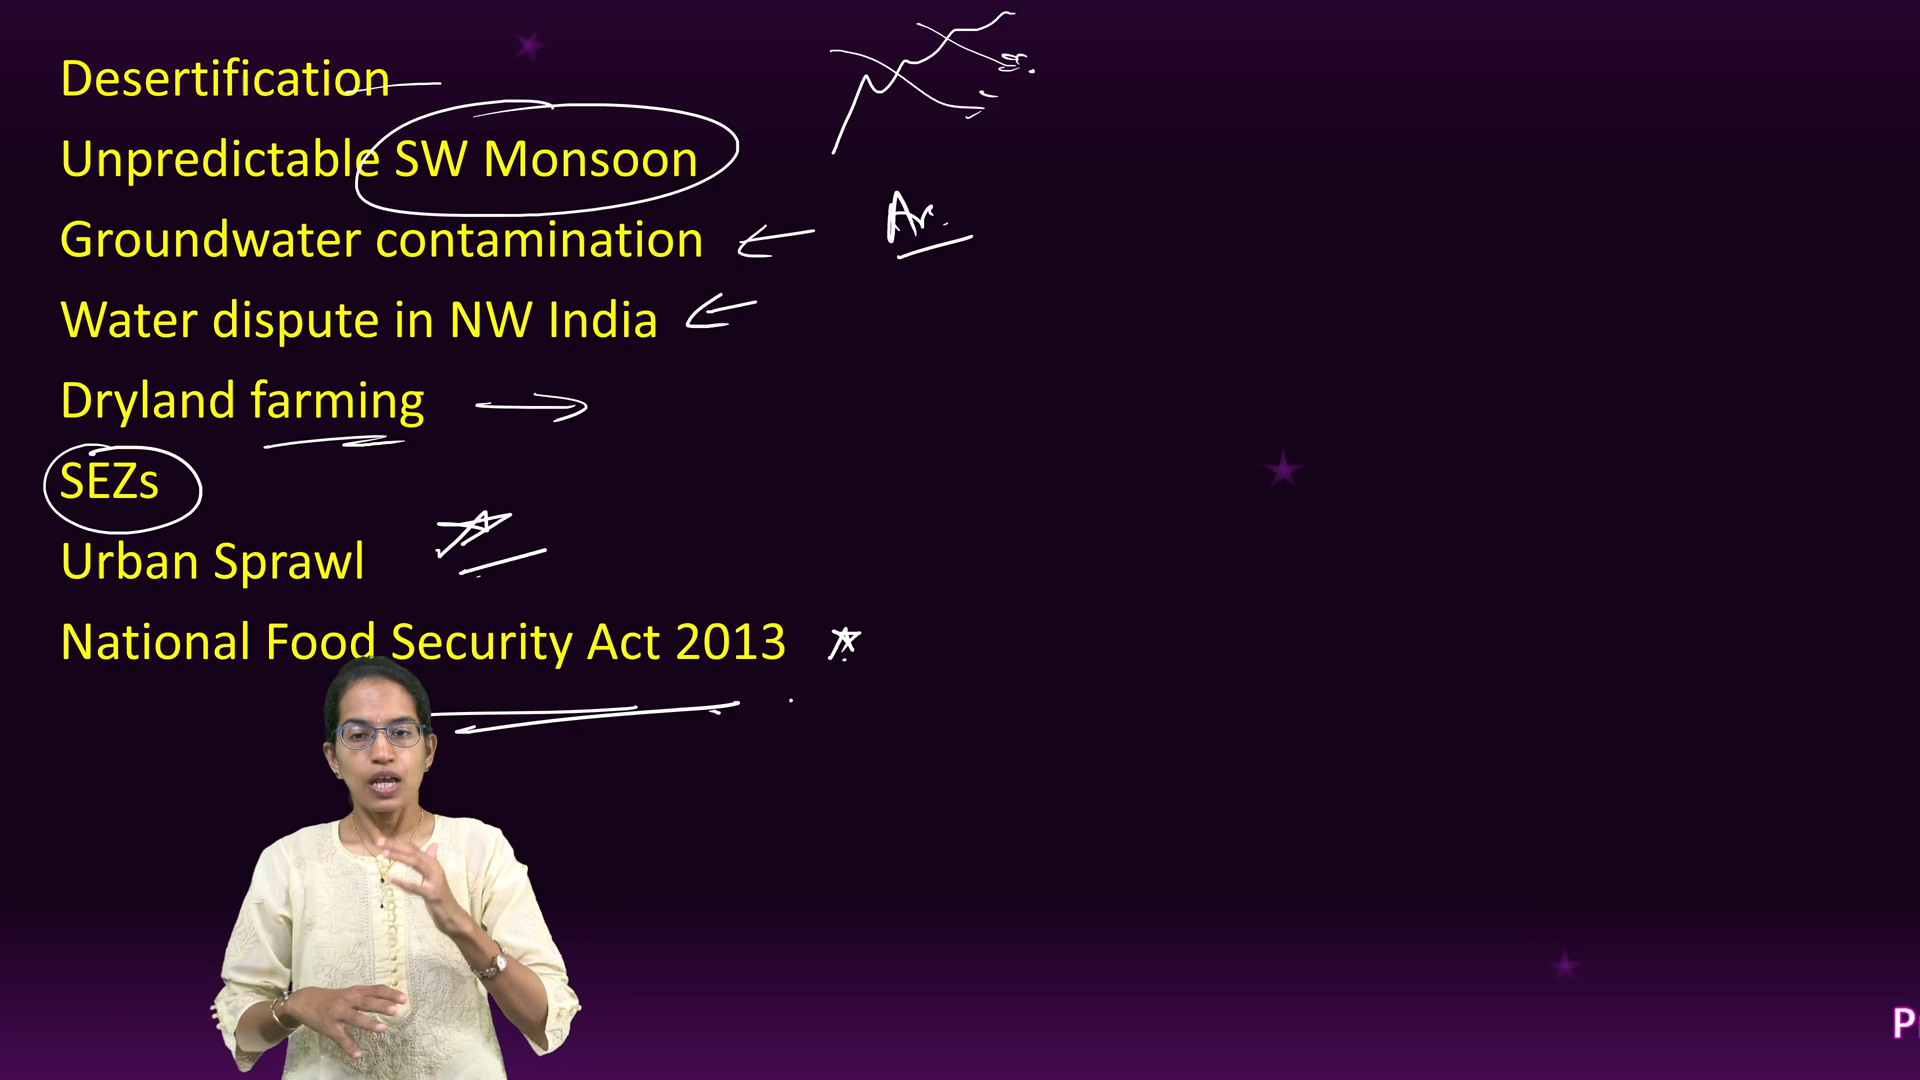 Desertification
Unpredictable SW Monsoon
Groundwater contamination
Ar.
Water dispute in NW India
Dryland farming
SEZs
Urban Sprawl
National Food Security Act 2013